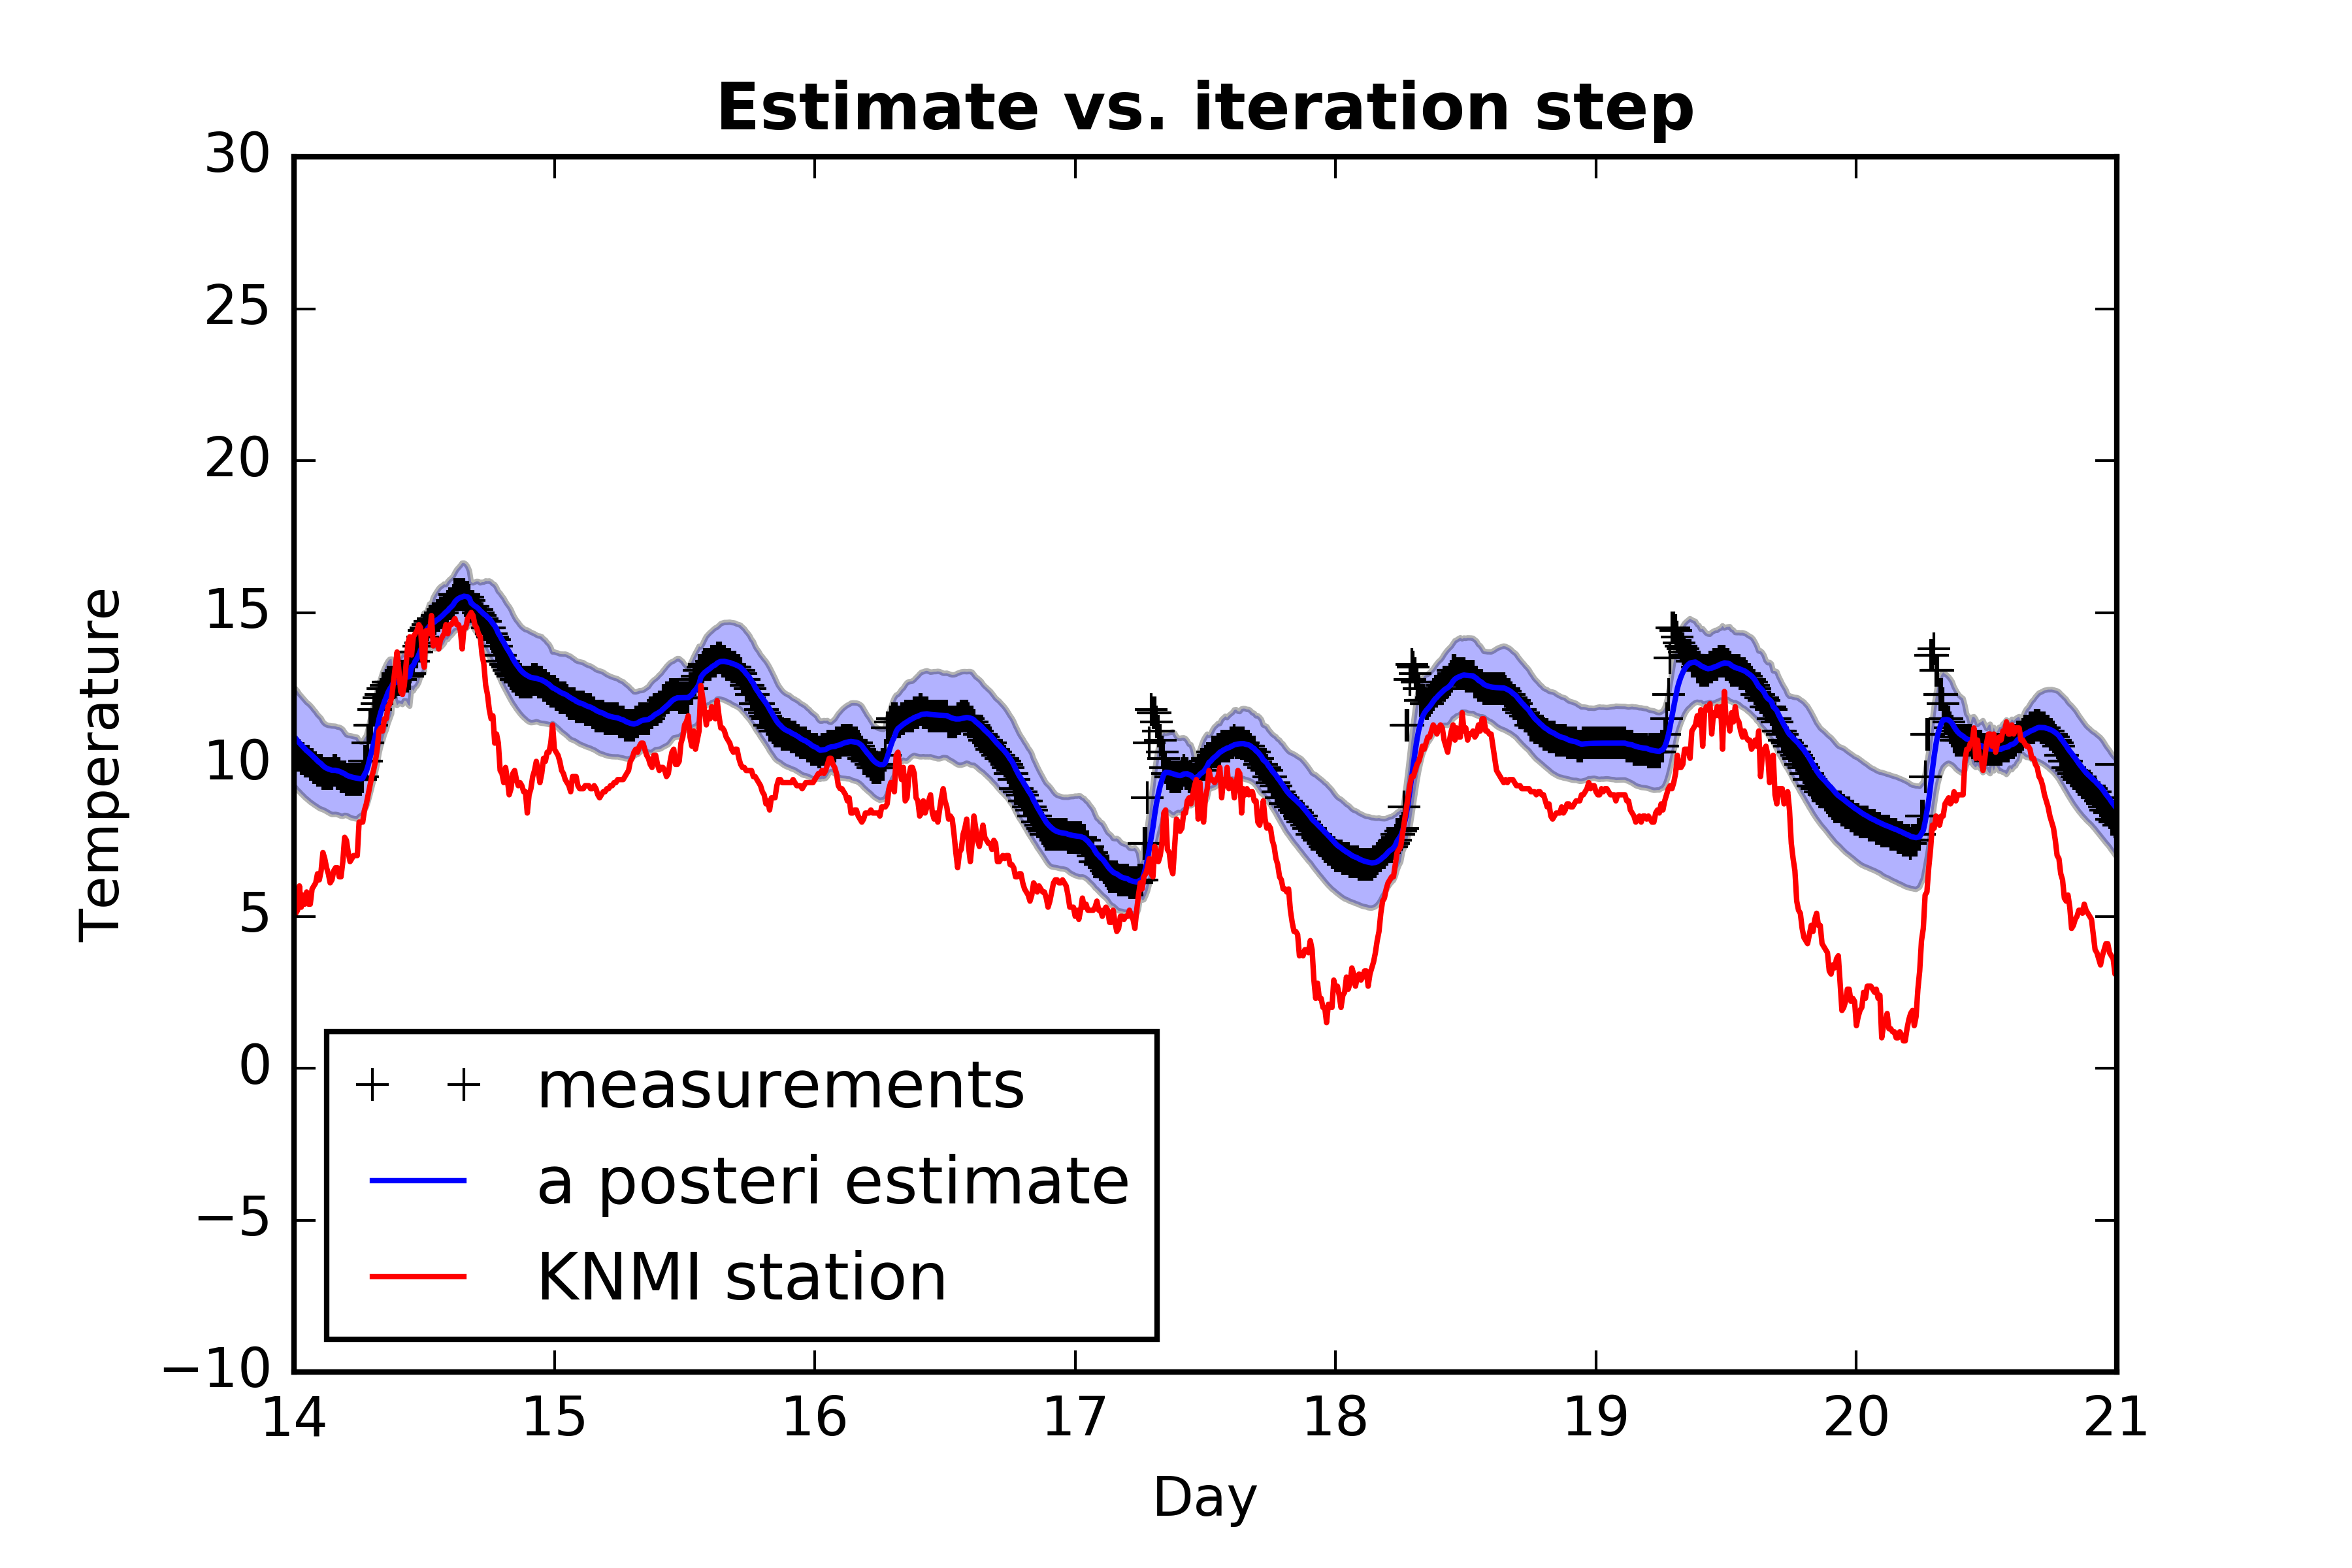 Estimate vs. iteration step
30
25
20
15
10
5
0
−5
−10
Temperature
measurements
a posteri estimate
KNMI station
14 15 16 17 18 19 20 21
Day